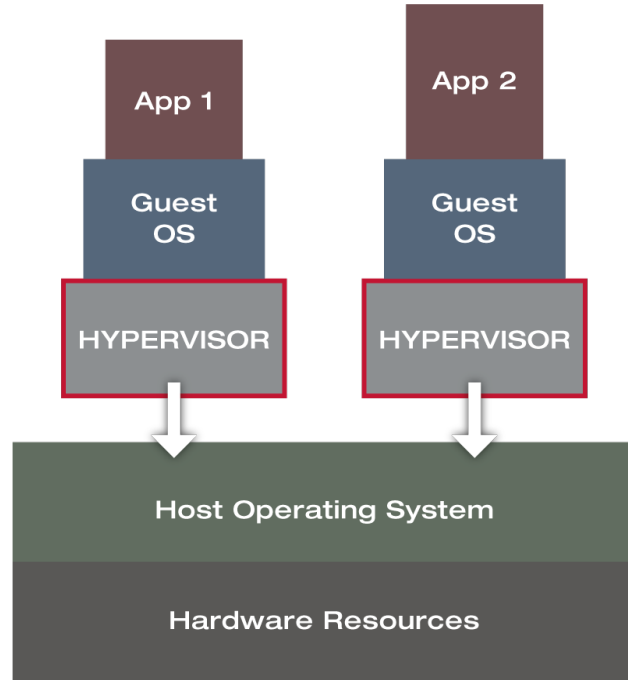 App 1
App 2
Guest
OS
Guest
OS
HYPERVISOR
HYPERVISOR
Host Operating System
Hardware Resources